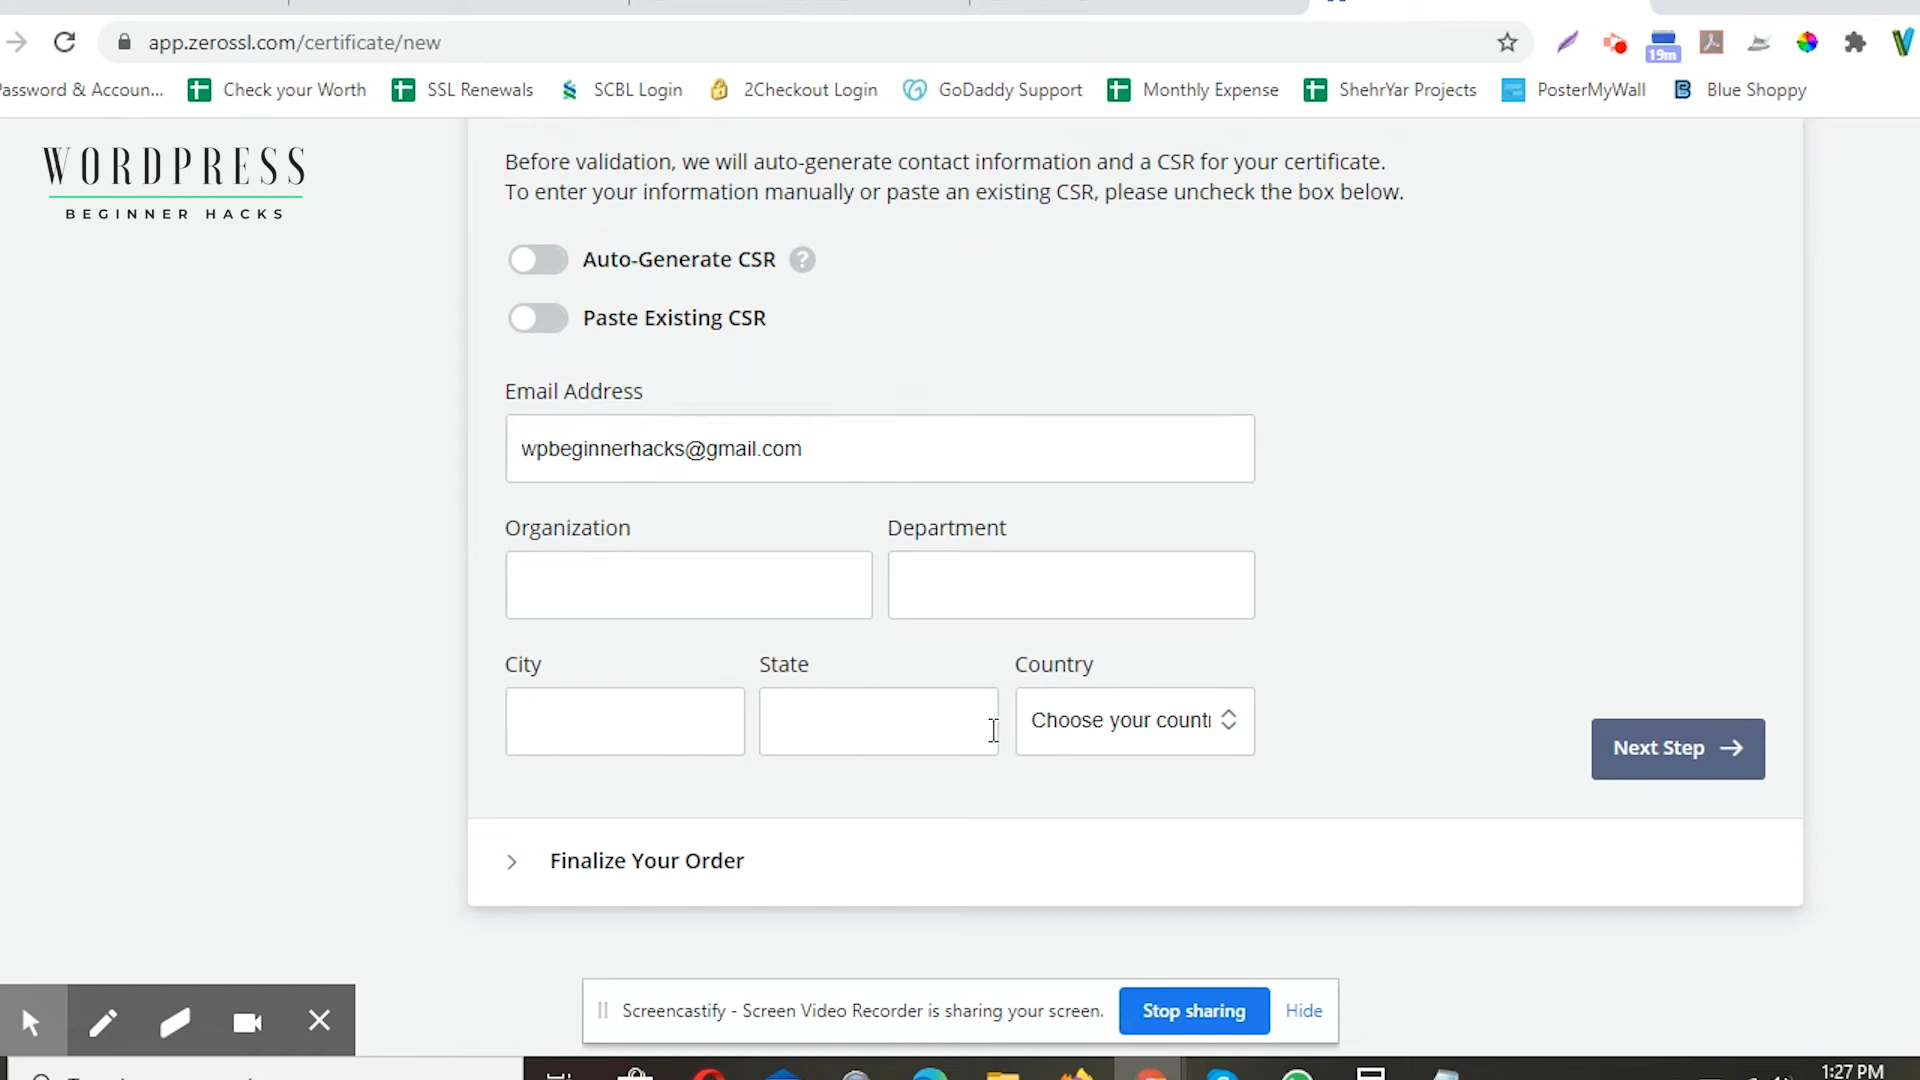 app.zerossl.com/certificate/new
19m
assword & Accoun...
Check your Worth
SSL Renewals
SCBL Login
2Checkout Login
GoDaddy Support
Monthly Expense
ShehrYar Projects
PosterMyWall
Blue Shoppy
WORDPRESS
BEGINNER HACKS
Before validation, we will auto-generate contact information and a CSR for your certificate.
To enter your information manually or paste an existing CSR, please uncheck the box below.
Auto-Generate CSR ?
Paste Existing CSR
Email Address
wpbeginnerhacks@gmail.com
Organization
Department
City
State
Country
Choose your count
Next Step
Finalize Your Order
Screencastify - Screen Video Recorder is sharing your screen.
Stop sharing
Hide
1:27 PM